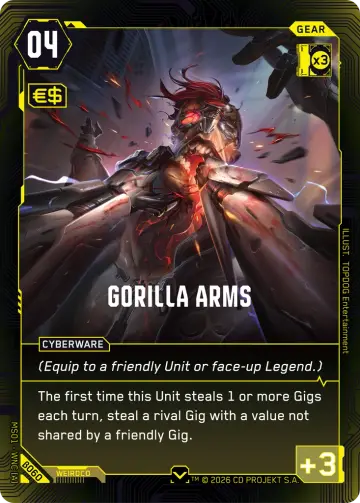 04
GEAR
x3
€$
GORILLA ARMS
ILLUST. TOPDOG Entertainment
CYBERWARE
(Equip to a friendly Unit or face-up Legend.)
The first time this Unit steals 1 or more Gigs
each turn, steal a rival Gig with a value not
shared by a friendly Gig.
+3
WEIRDCO
™ © 2026 CD PROJEKT S.A.